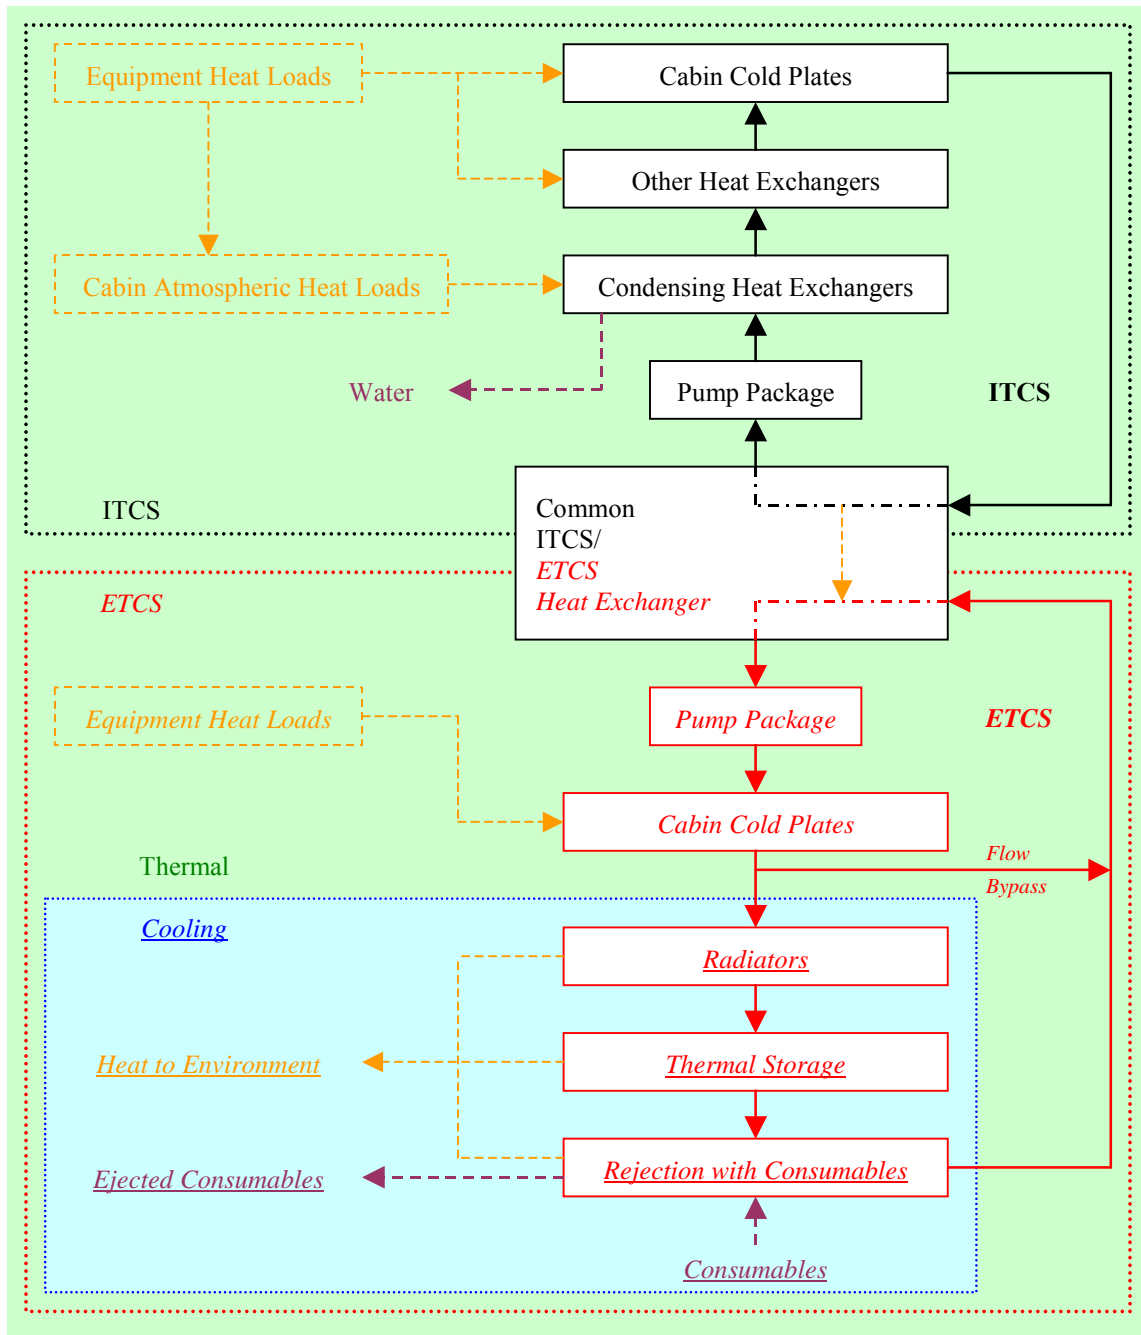 Equipment Heat Loads
Cabin Cold Plates
Other Heat Exchangers
Cabin Atmospheric Heat Loads
Condensing Heat Exchangers
Water
Pump Package
ITCS
ITCS
Common
ITCS/
ETCS
Heat Exchanger
ETCS
Equipment Heat Loads
Pump Package
ETCS
Cabin Cold Plates
Thermal
Flow
Bypass
Cooling
Radiators
Heat to Environment
Thermal Storage
Ejected Consumables
Rejection with Consumables
Consumables